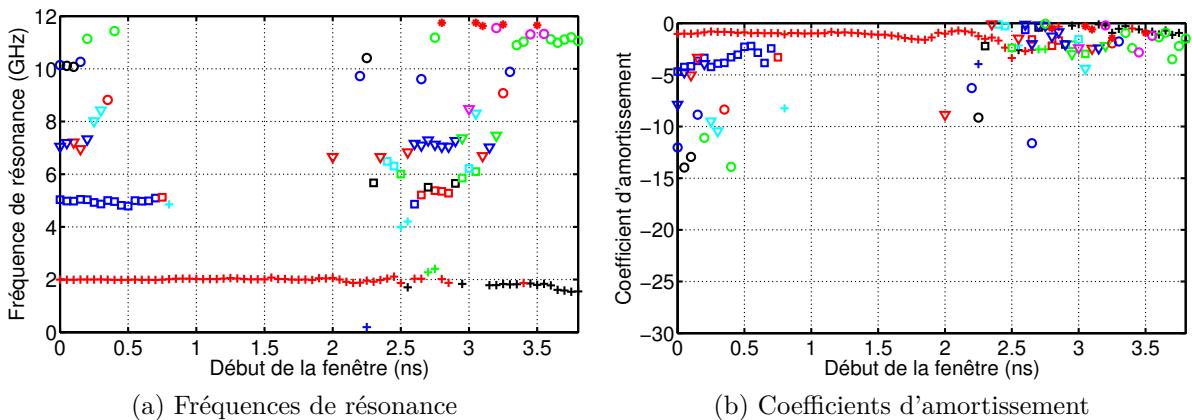 Fréquence de résonance (GHz)
12
10
8
6
4
2
0
0 0.5 1 1.5 2 2.5 3 3.5
Début de la fenêtre (ns)
(a) Fréquences de résonance
Coefficient d'amortissement
0
−5
−10
−15
−20
−25
−30
0 0.5 1 1.5 2 2.5 3 3.5
Début de la fenêtre (ns)
(b) Coefficients d'amortissement